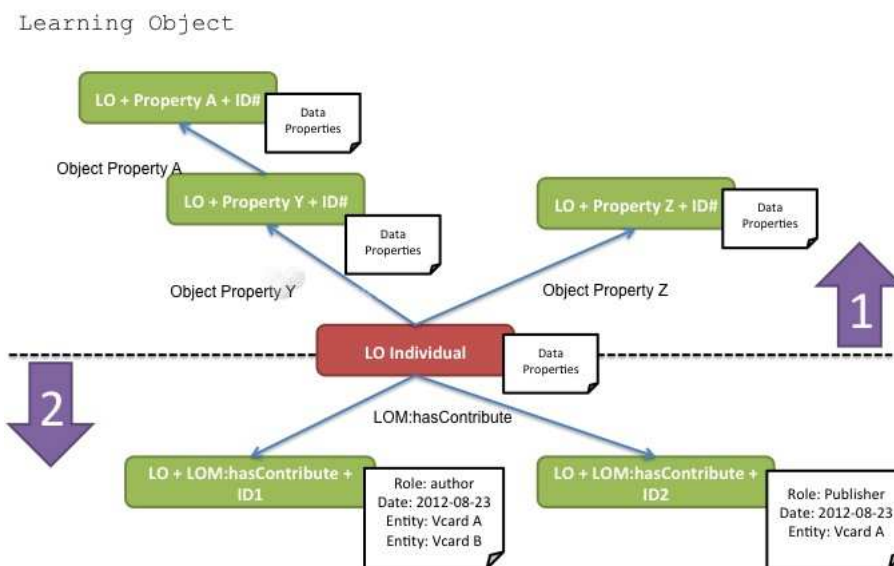 Learning Object
LO + Property A + ID#
Data
Properties
Object Property A
LO + Property Y + ID#
Data
Properties
LO + Property Z + ID#
Data
Properties
Object Property Y
Object Property Z
1
LO Individual
Data
Properties
2
LOM:hasContribute
LO + LOM:hasContribute +
ID1
Role: author
Date: 2012-08-23
Entity: Vcard A
Entity: Vcard B
LO + LOM:hasContribute +
ID2
Role: Publisher
Date: 2012-08-23
Entity: Vcard A